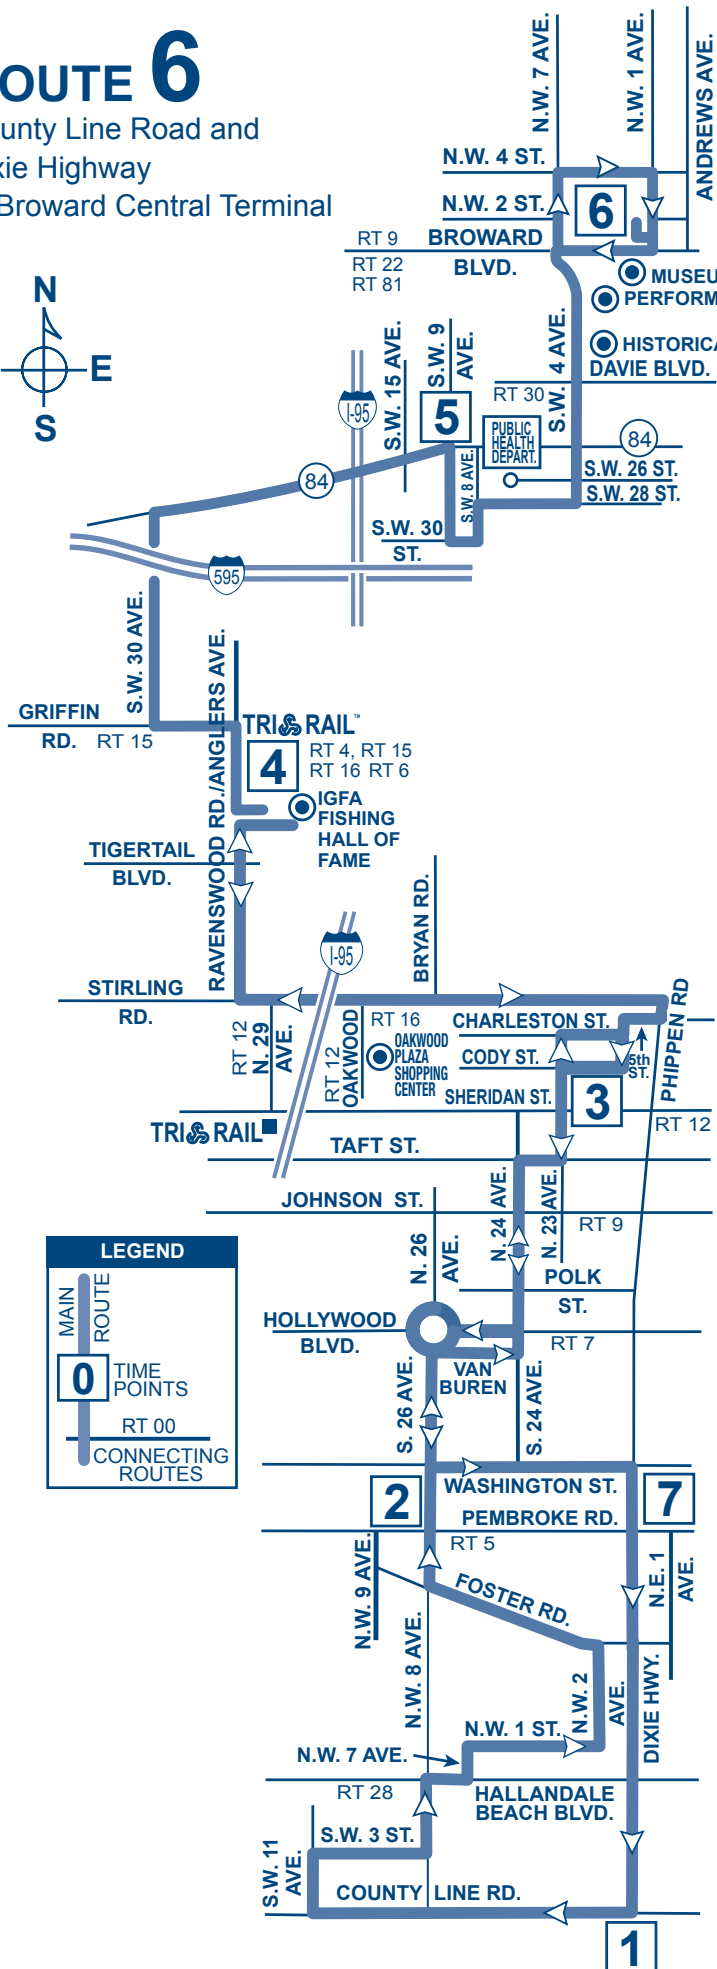 OUTE 6
unty Line Road and
xie Highway
Broward Central Terminal
N.W. 7 AVE.
N.W. 1 AVE.
ANDREWS AVE.
N.W. 4 ST.
N.W. 2 ST.
6
RT 9
BROWARD
BLVD.
RT 22
RT 81
MUSEU
PERFORM
HISTORICA
DAVIE BLVD.
N
E
S
I-95
S.W. 15 AVE.
S.W. 9
AVE.
S.W. 4 AVE.
RT 30
5
PUBLIC
HEALTH
DEPART.
84
S.W. 26 ST.
S.W. 28 ST.
S.W. 8 AVE.
84
S.W. 30
ST.
595
S.W. 30 AVE.
RAVENSWOOD RD./ANGLERS AVE.
GRIFFIN
RD.
RT 15
TRI RAIL™
4
RT 4, RT 15
RT 16 RT 6
IGFA
FISHING
HALL OF
FAME
TIGERTAIL
BLVD.
BRYAN RD.
I-95
STIRLING
RD.
RT 12
N. 29
AVE.
RT 12
OAKWOOD
RT 16
OAKWOOD
PLAZA
SHOPPING
CENTER
CHARLESTON ST.
CODY ST.
5th
ST.
PHIPPEN RD
SHERIDAN ST.
3
RT 12
TRI RAIL
TAFT ST.
JOHNSON ST.
N. 24 AVE.
N. 23 AVE.
RT 9
N. 26
AVE.
POLK
ST.
HOLLYWOOD
BLVD.
RT 7
VAN
BUREN
S. 26 AVE.
S. 24 AVE.
LEGEND
MAIN
ROUTE
0
TIME
POINTS
RT 00
CONNECTING
ROUTES
WASHINGTON ST.
2
7
PEMBROKE RD.
RT 5
N.W. 9 AVE.
N.E. 1
AVE.
FOSTER RD.
N.W. 8 AVE.
N.W. 2
AVE.
DIXIE HWY.
N.W. 1 ST.
N.W. 7 AVE.
RT 28
HALLANDALE
BEACH BLVD.
S.W. 3 ST.
S.W. 11
AVE.
COUNTY LINE RD.
1